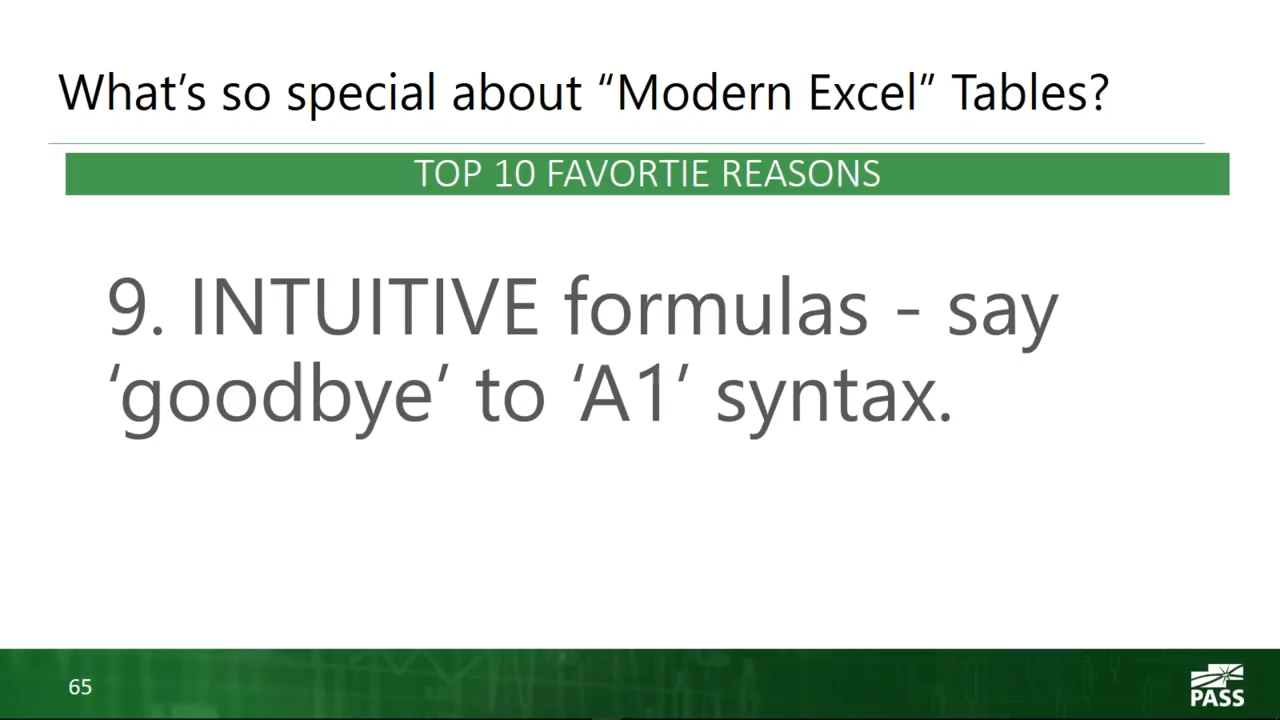 What’s so special about “Modern Excel” Tables?
TOP 10 FAVORTIE REASONS
9. INTUITIVE formulas - say
‘goodbye’ to ‘A1’ syntax.
65
PASS